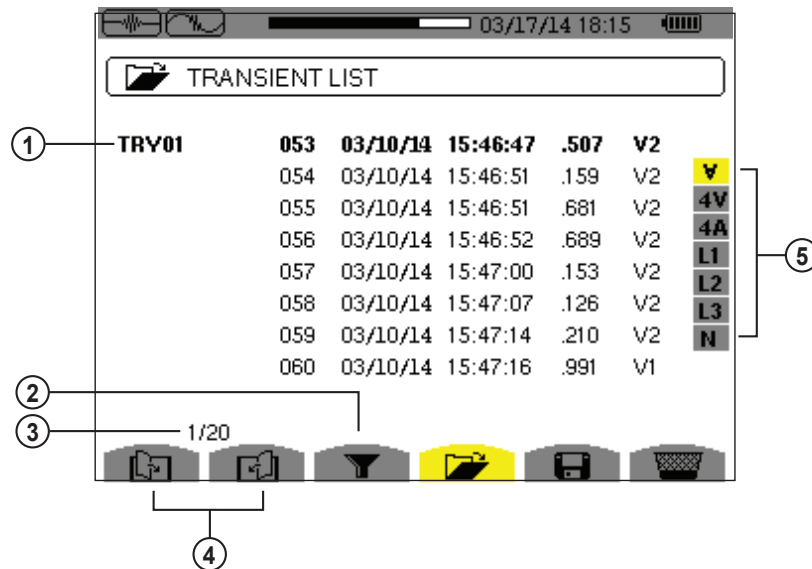 03/17/14 18:15
TRANSIENT LIST
1
TRY01 053 03/10/14 15:46:47 .507 V2
054 03/10/14 15:46:51 .159 V2
055 03/10/14 15:46:51 .681 V2
056 03/10/14 15:46:52 .689 V2
057 03/10/14 15:47:00 .153 V2
058 03/10/14 15:47:07 .126 V2
059 03/10/14 15:47:14 .210 V2
060 03/10/14 15:47:16 .991 V1
∀
4V
4A
L1
L2
L3
N
5
2
3
1/20
4